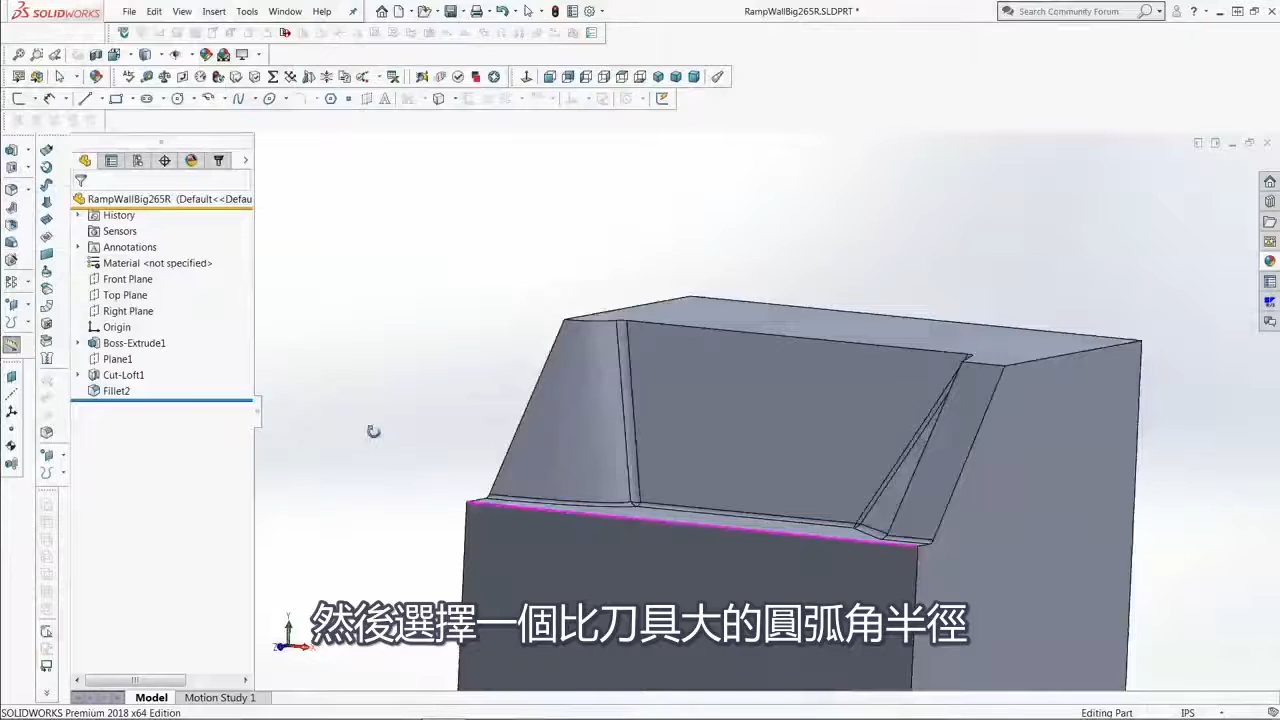 SOLIDWORKS
File Edit View Insert Tools Window Help
RampWallBig265R.SLDPRT *
Search Community Forum
RampWallBig265R (Default<<Defau
History
Sensors
Annotations
Material <not specified>
Front Plane
Top Plane
Right Plane
Origin
Boss-Extrude1
Plane1
Cut-Loft1
Fillet2
然後選擇一個比刀具大的圓弧角半徑
Model Motion Study 1
SOLIDWORKS Premium 2018 x64 Edition
Editing Part
IPS